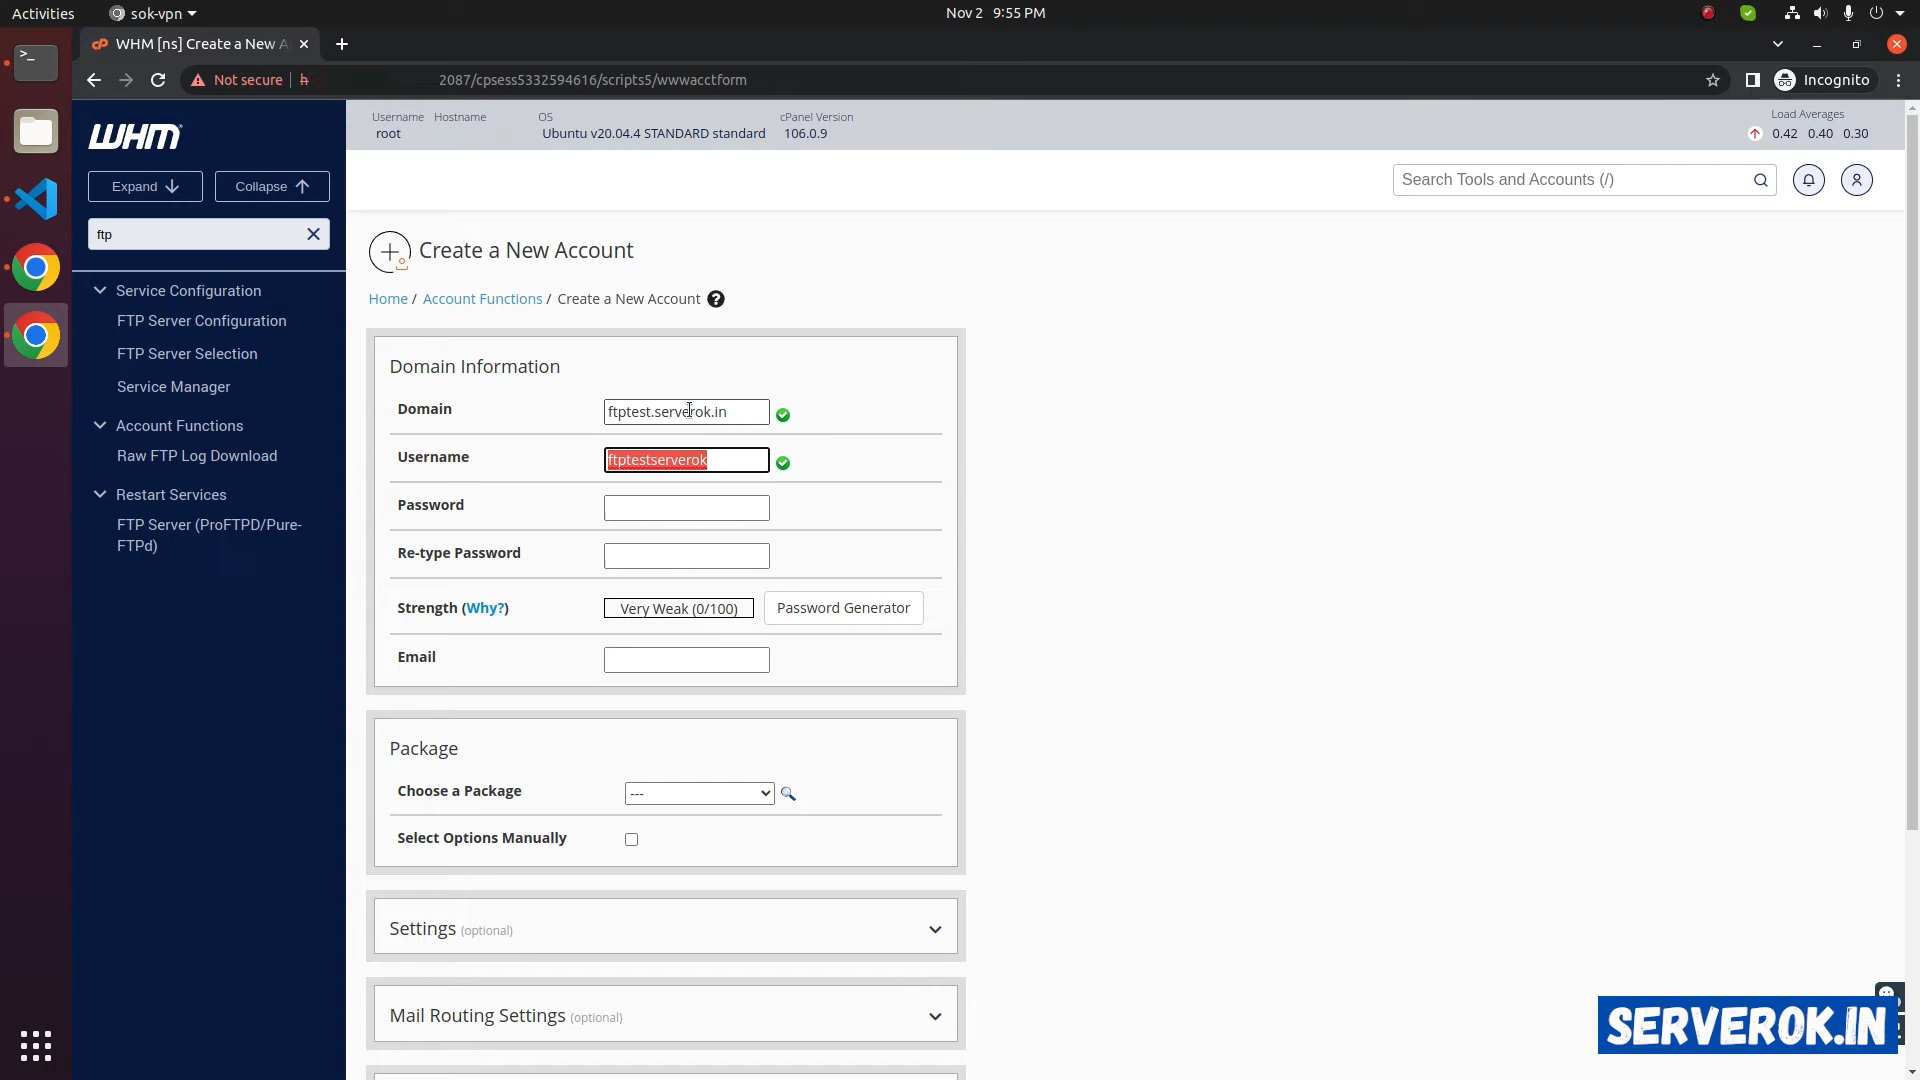 Activities
sok-vpn
Nov 2 9:55 PM
WHM [ns] Create a New A
Not secure
h
2087/cpsess5332594616/scripts5/wwwacctform
Incognito
WHM
Expand
Collapse
ftp
Service Configuration
FTP Server Configuration
FTP Server Selection
Service Manager
Account Functions
Raw FTP Log Download
Restart Services
FTP Server (ProFTPD/Pure-
FTPd)
Username
root
Hostname
OS
Ubuntu v20.04.4 STANDARD standard
cPanel Version
106.0.9
Load Averages
0.42 0.40 0.30
Search Tools and Accounts (/)
Create a New Account
Home / Account Functions / Create a New Account
Domain Information
Domain
ftptest.serverok.in
Username
ftptestserverok
Password
Re-type Password
Strength (Why?)
Very Weak (0/100)
Password Generator
Email
Package
Choose a Package
---
Select Options Manually
Settings (optional)
Mail Routing Settings (optional)
SERVEROK.IN